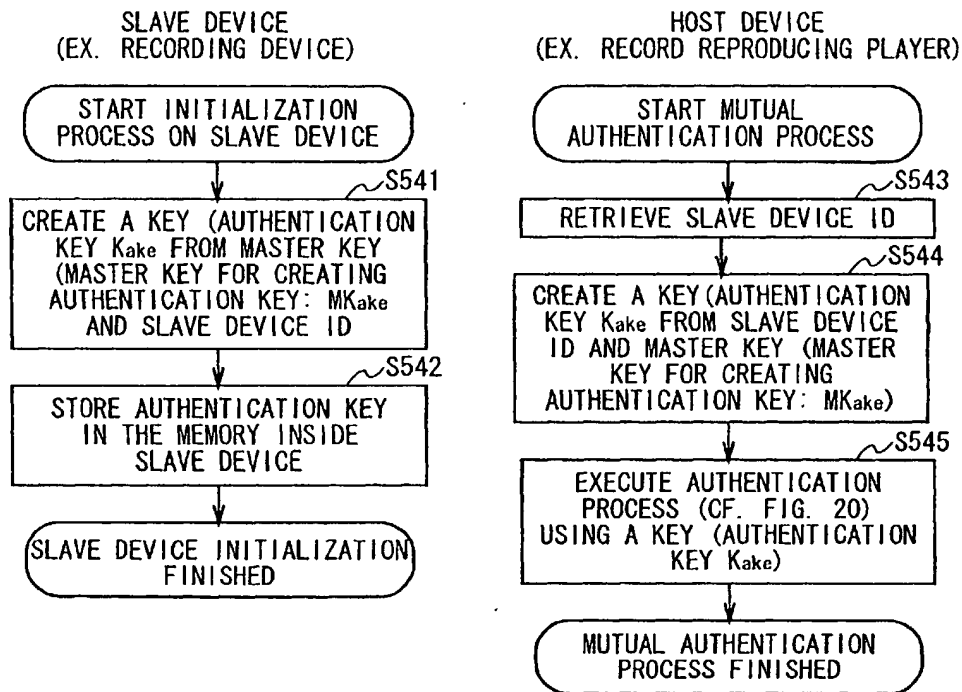 SLAVE DEVICE
(EX. RECORDING DEVICE)
START INITIALIZATION
PROCESS ON SLAVE DEVICE
S541
CREATE A KEY (AUTHENTICATION
KEY Kake FROM MASTER KEY
(MASTER KEY FOR CREATING
AUTHENTICATION KEY: MKake
AND SLAVE DEVICE ID
S542
STORE AUTHENTICATION KEY
IN THE MEMORY INSIDE
SLAVE DEVICE
SLAVE DEVICE INITIALIZATION
FINISHED
HOST DEVICE
(EX. RECORD REPRODUCING PLAYER)
START MUTUAL
AUTHENTICATION PROCESS
S543
RETRIEVE SLAVE DEVICE ID
S544
CREATE A KEY(AUTHENTICATION
KEY Kake FROM SLAVE DEVICE
ID AND MASTER KEY (MASTER
KEY FOR CREATING
AUTHENTICATION KEY: MKake)
S545
EXECUTE AUTHENTICATION
PROCESS (CF. FIG. 20)
USING A KEY (AUTHENTICATION
KEY Kake)
MUTUAL AUTHENTICATION
PROCESS FINISHED